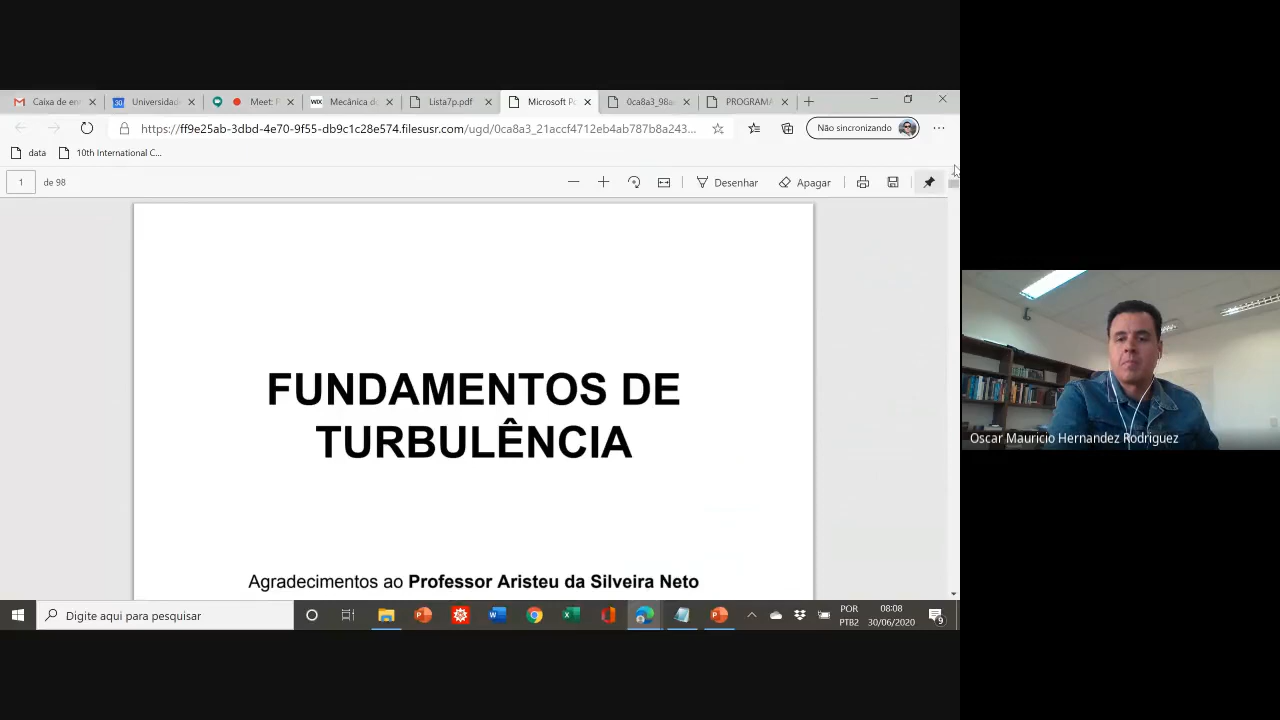 Caixa de en
Universidad
Meet:
Mecânica d
Lista7p.pdf
Microsoft Po
0ca8a3_98a
PROGRAMA
https://ff9e25ab-3dbd-4e70-9f55-db9c1c28e574.filesusr.com/ugd/0ca8a3_21accf4712eb4ab787b8a243...
Não sincronizando
data
10th International C...
1 de 98
Desenhar
Apagar
FUNDAMENTOS DE
TURBULÊNCIA
Agradecimentos ao Professor Aristeu da Silveira Neto
Oscar Mauricio Hernandez Rodriguez
Digite aqui para pesquisar
POR
PTB2
08:08
30/06/2020
9